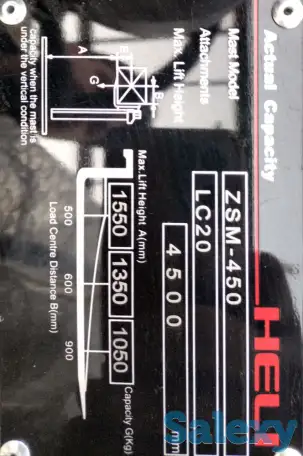 HELI
Actual Capacity
Mast Model ZSM-450
Attachments LC20
Max. Lift Height 4500 mm
A
E
G
B
capacity when the mast is
under the vertical condition
Max.Lift Height A(mm)
1550 1350 1050
Capacity G(Kg)
500 600 900
Load Centre Distance B(mm)
Salexy